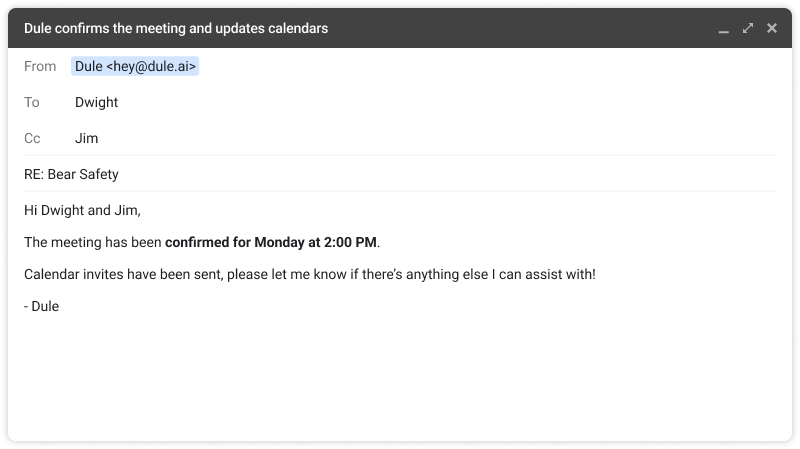 Dule confirms the meeting and updates calendars
From Dule <hey@dule.ai>
To Dwight
Cc Jim
RE: Bear Safety
Hi Dwight and Jim,
The meeting has been confirmed for Monday at 2:00 PM.
Calendar invites have been sent, please let me know if there's anything else I can assist with!
- Dule